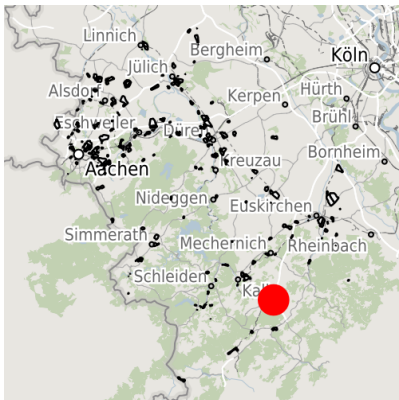 Linnich
Bergheim
Köln
Jülich
Alsdorf
Kerpen
Hürth
Brühl
Eschweiler
Düren
Kreuzau
Bornheim
Aachen
Nideggen
Euskirchen
Simmerath
Mechernich
Rheinbach
Schleiden
Kall